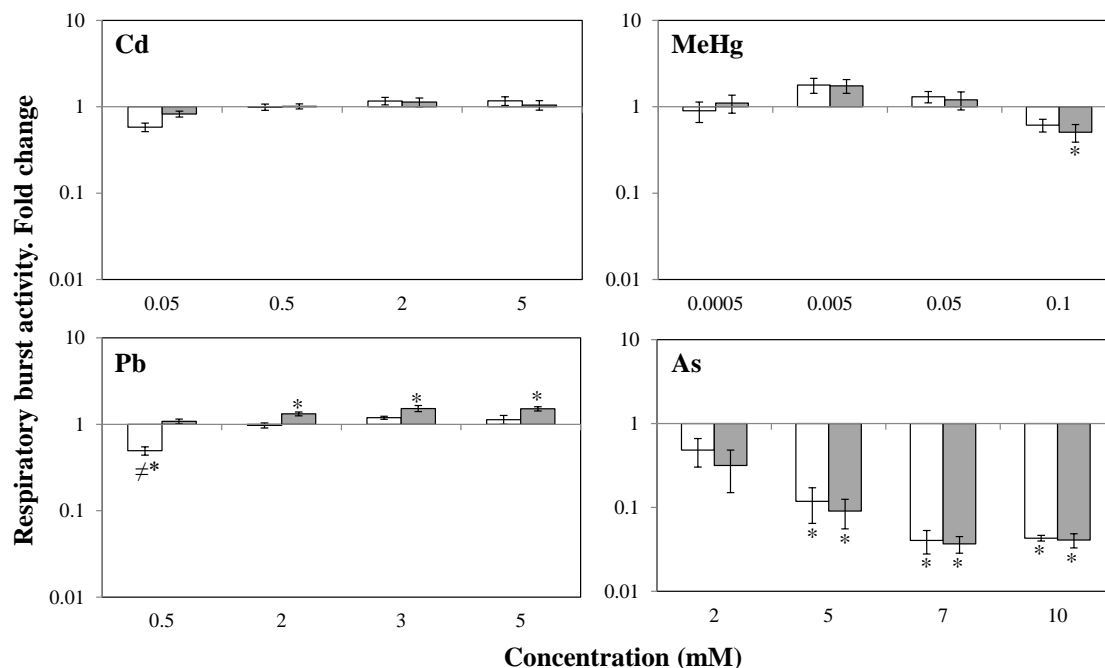 Respiratory burst activity. Fold change
Cd
10
1
0.1
0.01
0.05 0.5 2 5
MeHg
10
1
0.1
0.01
*
0.0005 0.005 0.05 0.1
Pb
10
1
0.1
0.01
* * *
≠*
0.5 2 3 5
As
10
1
0.1
0.01
* * * * * *
2 5 7 10
Concentration (mM)